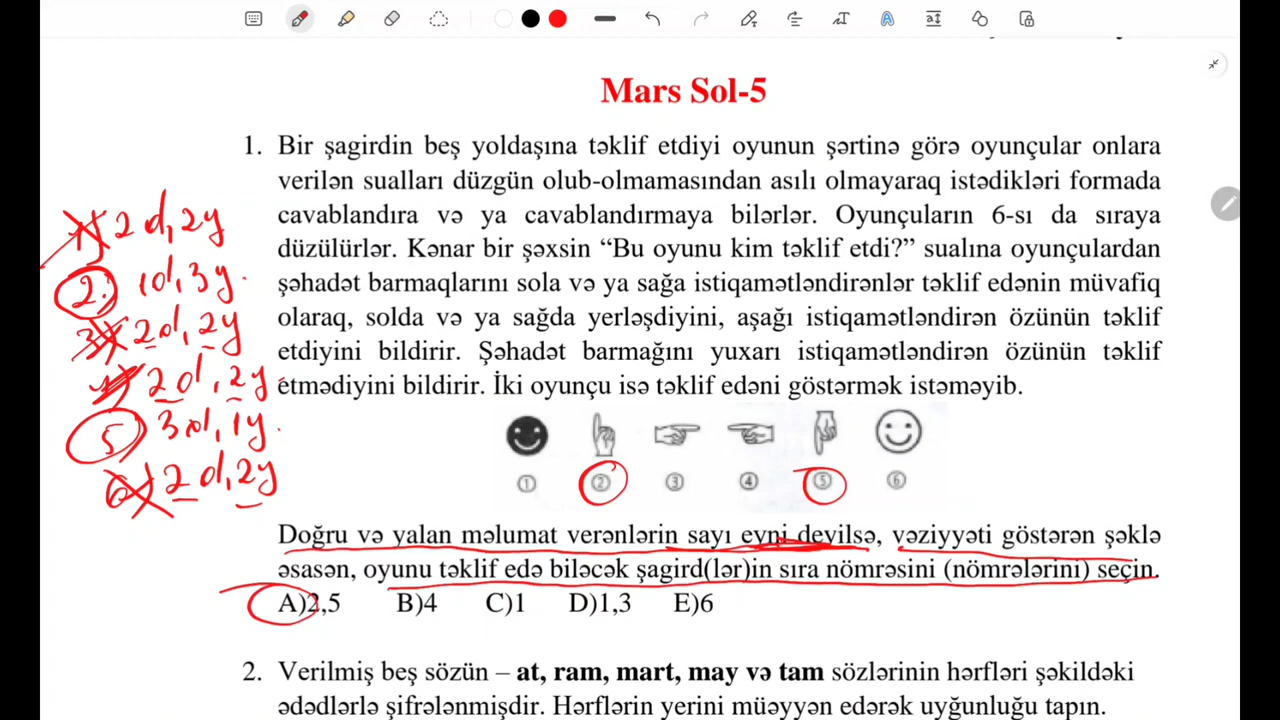 Mars Sol-5
1. Bir şagirdin beş yoldaşına təklif etdiyi oyunun şərtinə görə oyunçular onlara
verilən sualları düzgün olub-olmamasından asılı olmayaraq istədikləri formada
cavablandıra və ya cavablandırmaya bilərlər. Oyunçuların 6-sı da sıraya
düzülürlər. Kənar bir şəxsin “Bu oyunu kim təklif etdi?” sualına oyunçulardan
şəhadət barmaqlarını sola və ya sağa istiqamətləndirənlər təklif edənin müvafiq
olaraq, solda və ya sağda yerləşdiyini, aşağı istiqamətləndirən özünün təklif
etdiyini bildirir. Şəhadət barmağını yuxarı istiqamətləndirən özünün təklif
etmədiyini bildirir. İki oyunçu isə təklif edəni göstərmək istəməyib.
1) 2d, 2y
2. 1d, 3y.
3) 2d, 2y
4) 2d, 2y
5 3d, 1y.
6) 2d, 2y
① ② ③ ④ ⑤ ⑥
Doğru və yalan məlumat verənlərin sayı eyni deyilsə, vəziyyəti göstərən şəklə
əsasən, oyunu təklif edə biləcək şagird(lər)in sıra nömrəsini (nömrələrini) seçin.
A)2,5 B)4 C)1 D)1,3 E)6
2. Verilmiş beş sözün – at, ram, mart, may və tam sözlərinin hərfləri şəkildəki
ədədlərlə şifrələnmişdir. Hərflərin yerini müəyyən edərək uyğunluğu tapın.